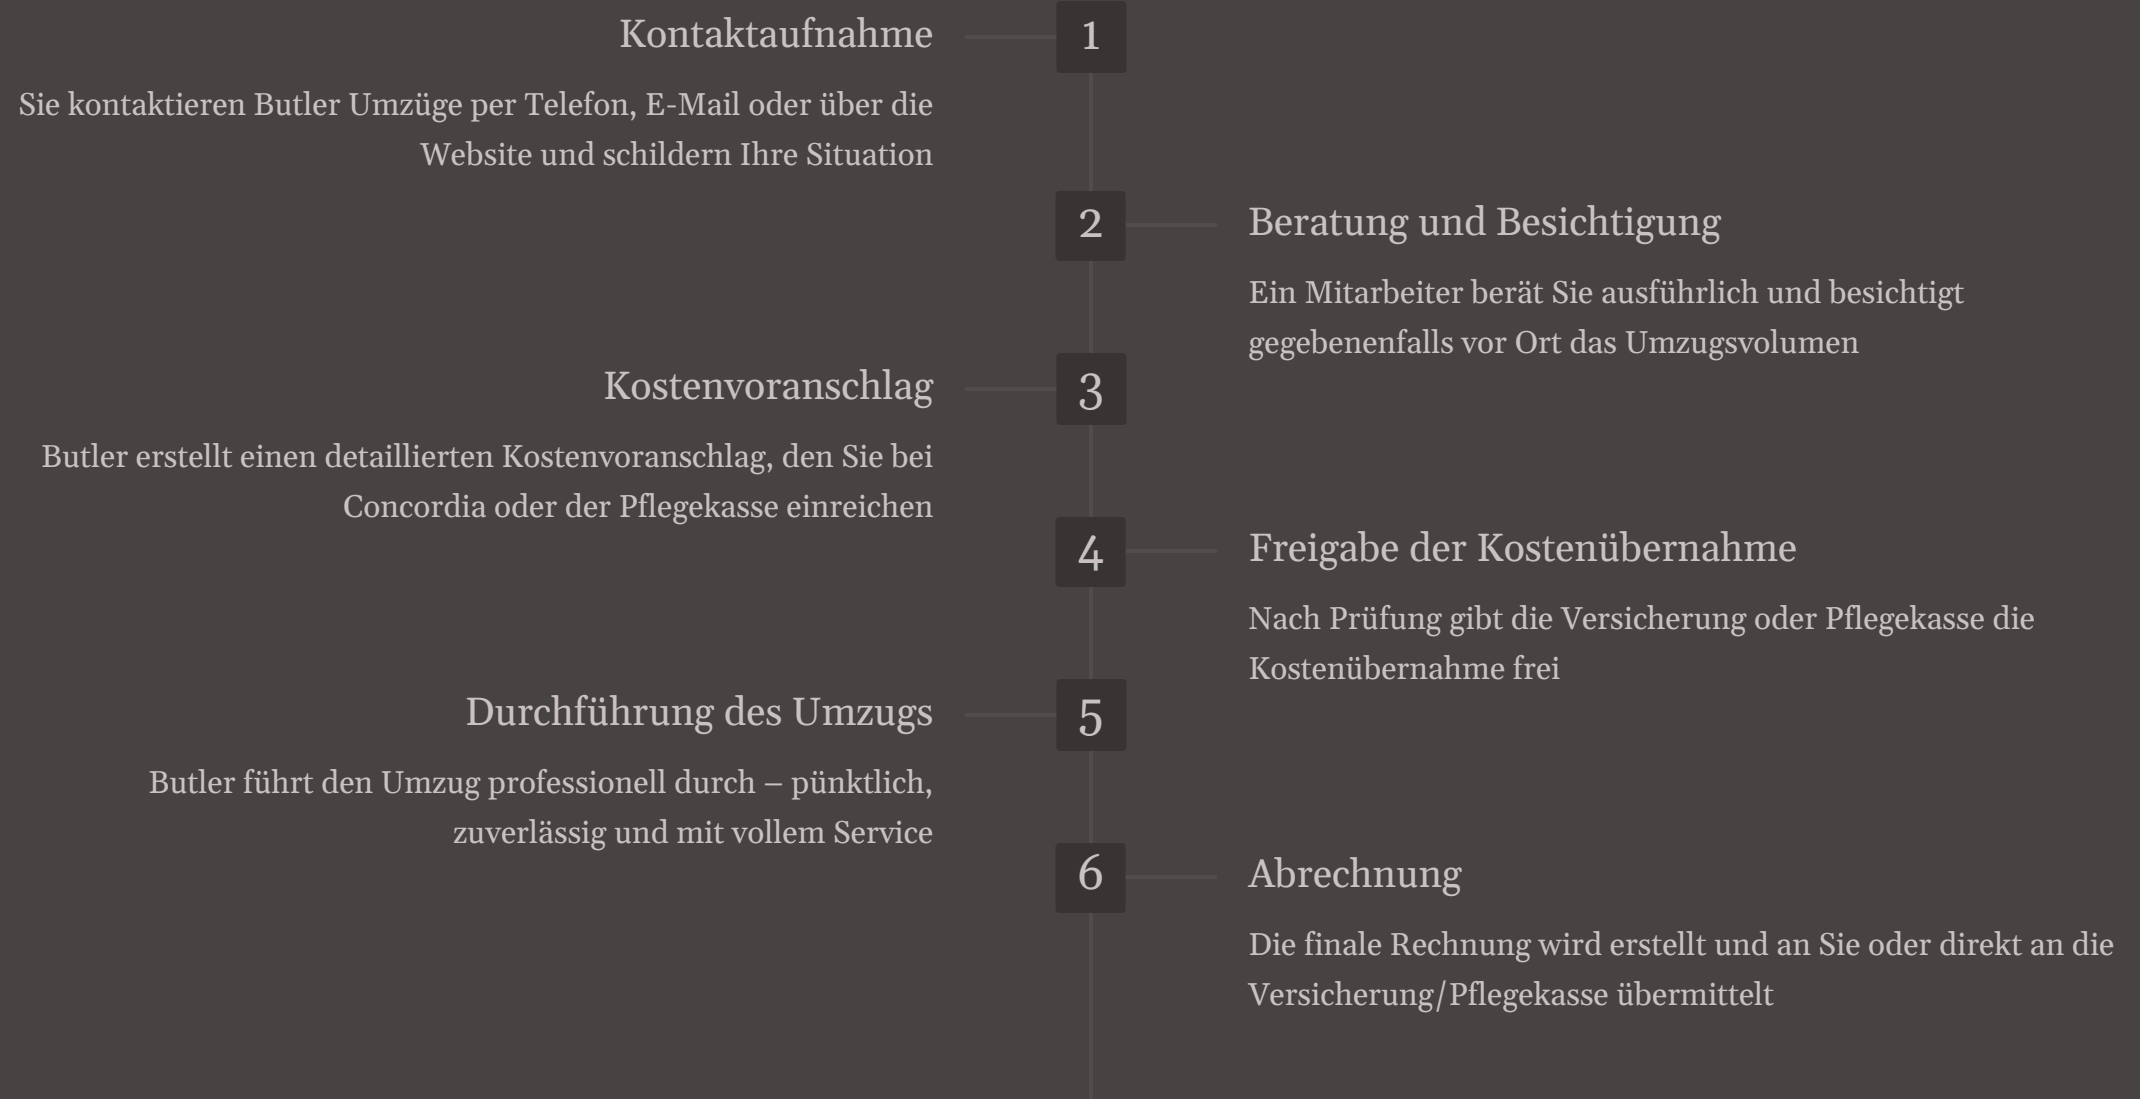 Kontaktaufnahme
1
Sie kontaktieren Butler Umzüge per Telefon, E-Mail oder über die
Website und schildern Ihre Situation
2
Beratung und Besichtigung
Ein Mitarbeiter berät Sie ausführlich und besichtigt
gegebenenfalls vor Ort das Umzugsvolumen
Kostenvoranschlag
3
Butler erstellt einen detaillierten Kostenvoranschlag, den Sie bei
Concordia oder der Pflegekasse einreichen
4
Freigabe der Kostenübernahme
Nach Prüfung gibt die Versicherung oder Pflegekasse die
Kostenübernahme frei
Durchführung des Umzugs
5
Butler führt den Umzug professionell durch – pünktlich,
zuverlässig und mit vollem Service
6
Abrechnung
Die finale Rechnung wird erstellt und an Sie oder direkt an die
Versicherung/Pflegekasse übermittelt